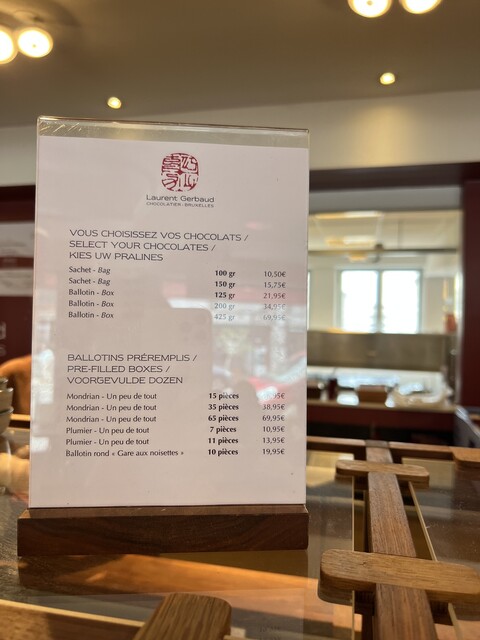 Laurent Gerbaud
CHOCOLATIER · BRUXELLES
VOUS CHOISISSEZ VOS CHOCOLATS /
SELECT YOUR CHOCOLATES /
KIES UW PRALINES
Sachet - Bag 100 gr 10,50€
Sachet - Bag 150 gr 15,75€
Ballotin - Box 125 gr 21,95€
Ballotin - Box 200 gr 34,95€
Ballotin - Box 425 gr 69,95€
BALLOTINS PRÉREMPLIS /
PRE-FILLED BOXES /
VOORGEVULDE DOZEN
Mondrian - Un peu de tout 15 pièces
Mondrian - Un peu de tout 35 pièces 38,95€
Mondrian - Un peu de tout 65 pièces 69,95€
Plumier - Un peu de tout 7 pièces 10,95€
Plumier - Un peu de tout 11 pièces 13,95€
Ballotin rond « Gare aux noisettes » 10 pièces 19,95€